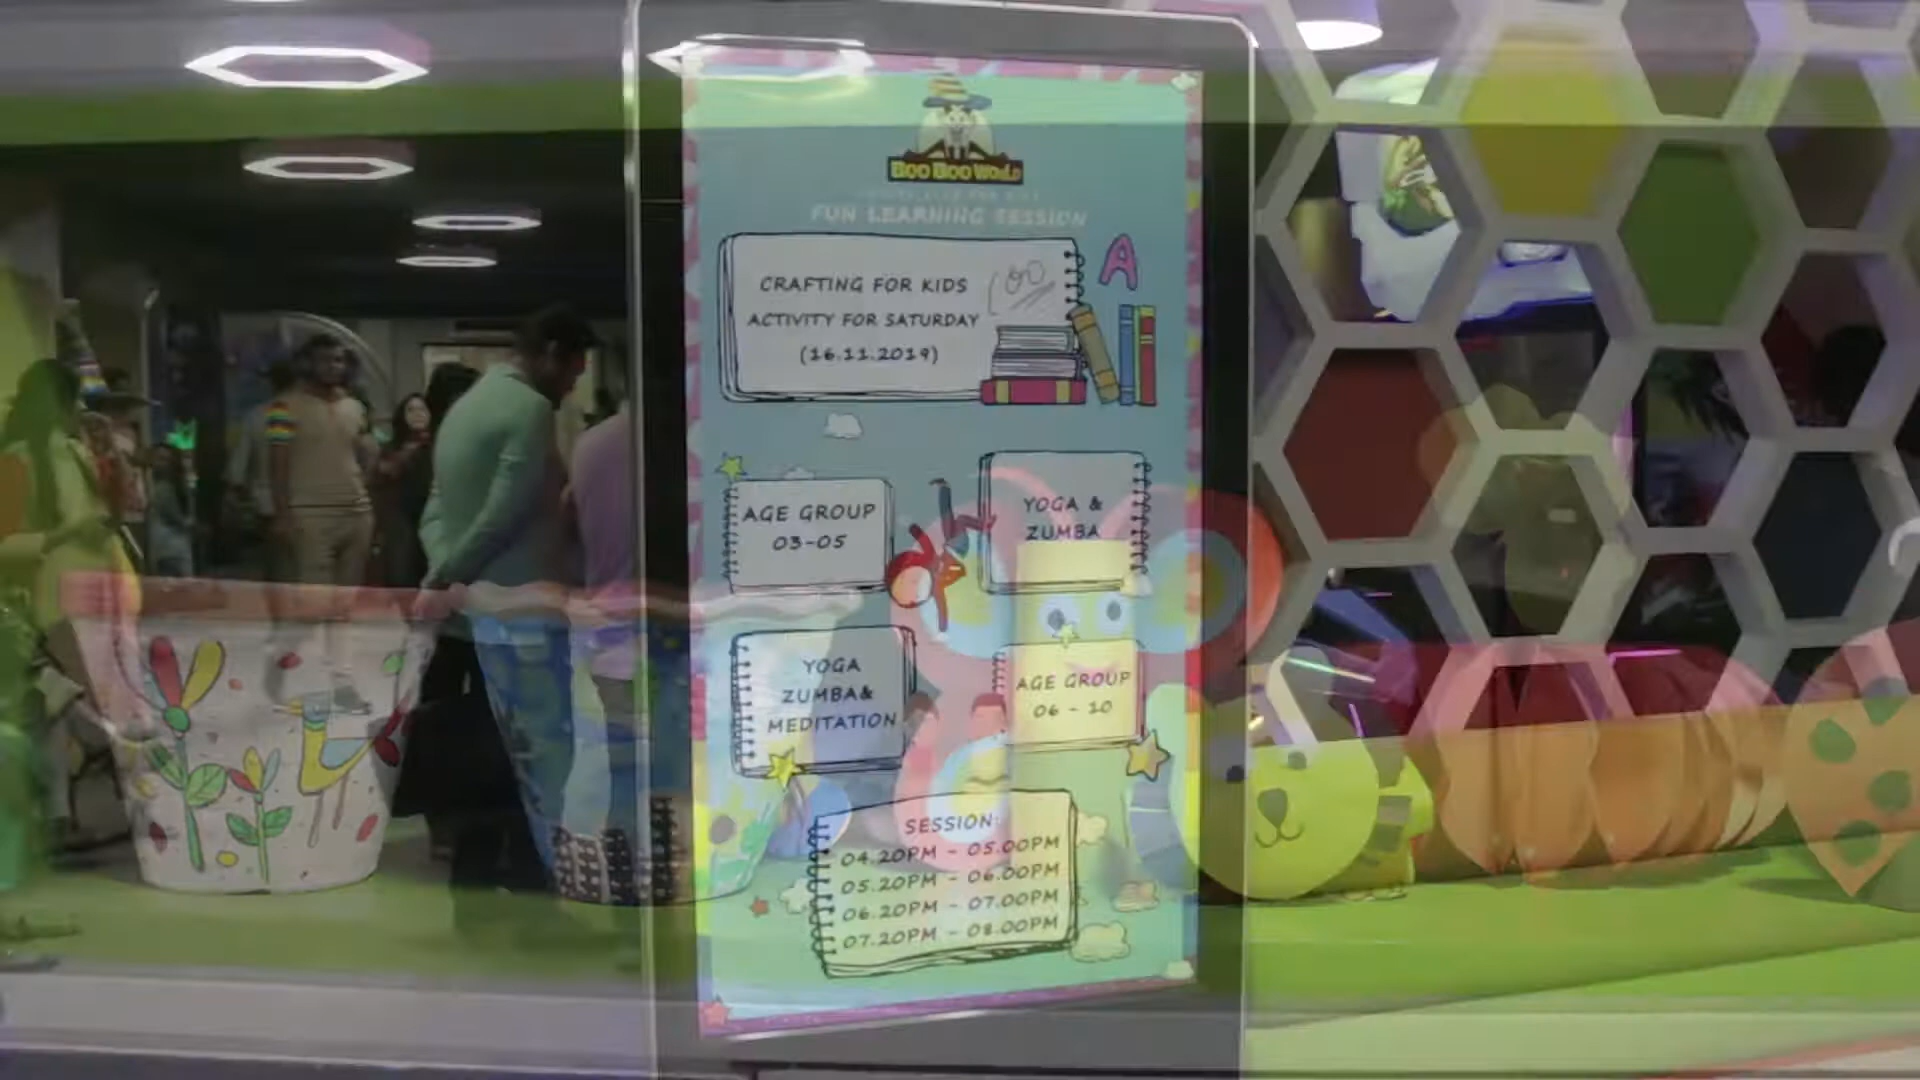 BOO BOO WORLD
FUN LEARNING SESSION
CRAFTING FOR KIDS
ACTIVITY FOR SATURDAY
(16.11.2019)
A
AGE GROUP
03-05
YOGA &
ZUMBA
YOGA
ZUMBA&
MEDITATION
AGE GROUP
06 - 10
SESSION:
04.20PM - 05.00PM
05.20PM - 06.00PM
06.20PM - 07.00PM
07.20PM - 08.00PM